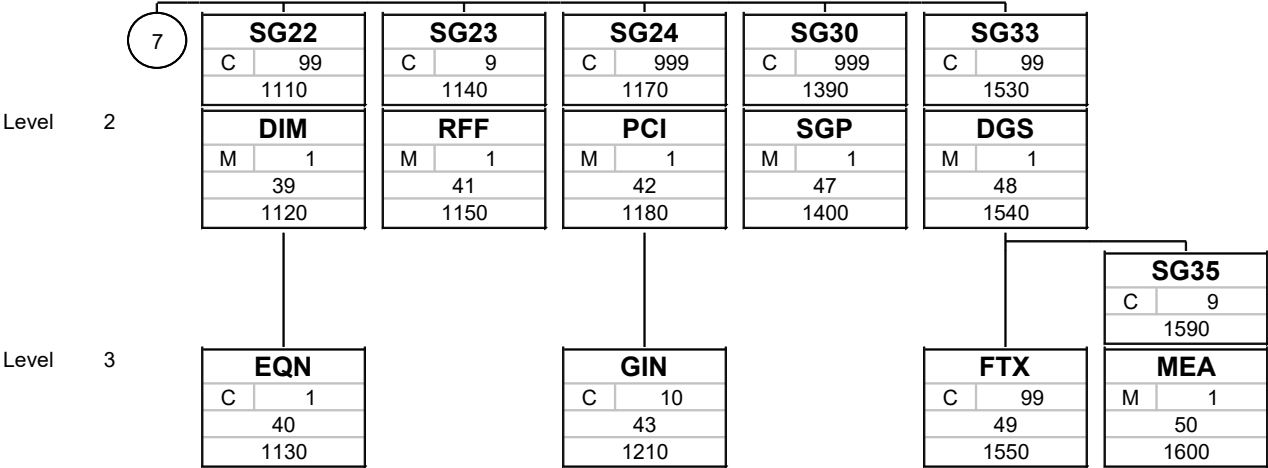 7
SG22 SG23 SG24 SG30 SG33
C 99 C 9 C 999 C 999 C 99
1110 1140 1170 1390 1530
Level 2 DIM RFF PCI SGP DGS
M 1 M 1 M 1 M 1 M 1
39 41 42 47 48
1120 1150 1180 1400 1540
SG35
C 9
1590
Level 3 EQN GIN FTX MEA
C 1 C 10 C 99 M 1
40 43 49 50
1130 1210 1550 1600